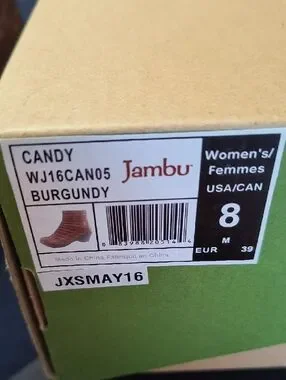 CANDY
WJ16CAN05
BURGUNDY
Jambu
Women's/
Femmes
USA/CAN
8
M
EUR 39
Made in China/Fabriqué en Chine
JXSMAY16